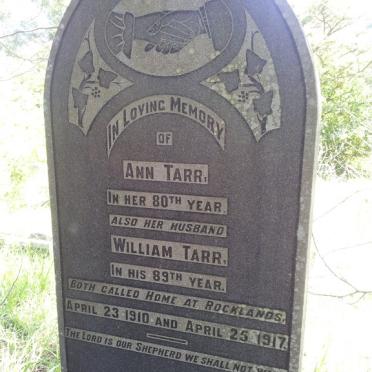 IN LOVING MEMORY
OF
ANN TARR,
IN HER 80TH YEAR.
ALSO HER HUSBAND
WILLIAM TARR,
IN HIS 89TH YEAR.
BOTH CALLED HOME AT ROCKLANDS,
APRIL 23 1910 AND APRIL 25 1917.
THE LORD IS OUR SHEPHERD WE SHALL NOT